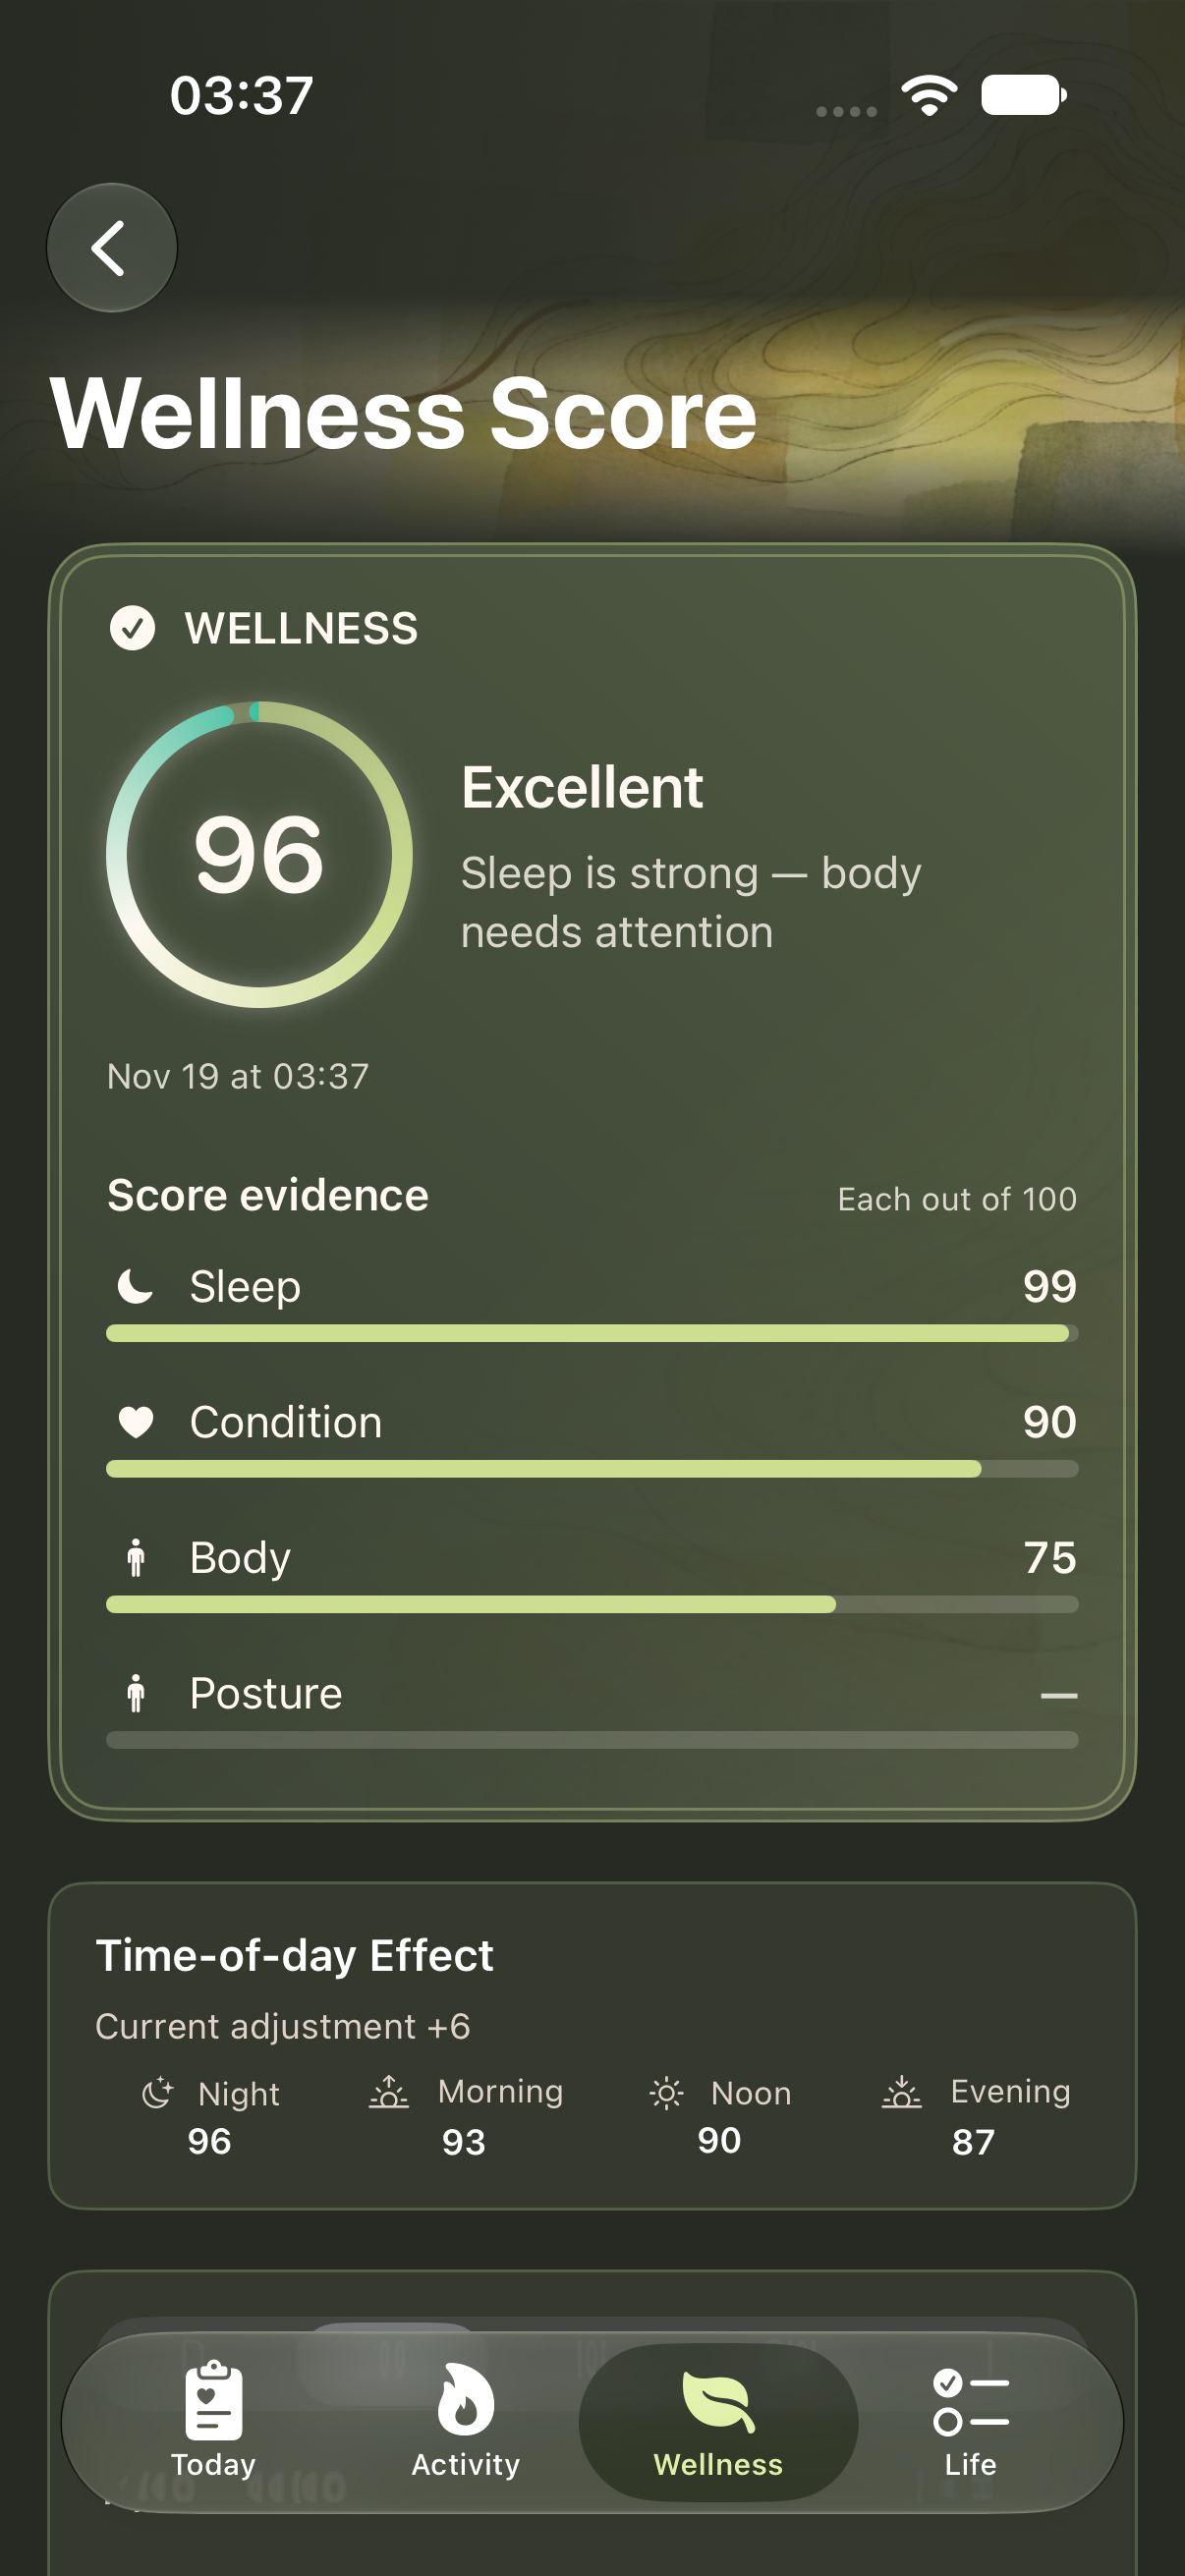 03:37
Wellness Score
WELLNESS
96
Excellent
Sleep is strong — body
needs attention
Nov 19 at 03:37
Score evidence
Each out of 100
Sleep
99
Condition
90
Body
75
Posture
—
Time-of-day Effect
Current adjustment +6
Night
Morning
Noon
Evening
96
93
90
87
Today
Activity
Wellness
Life